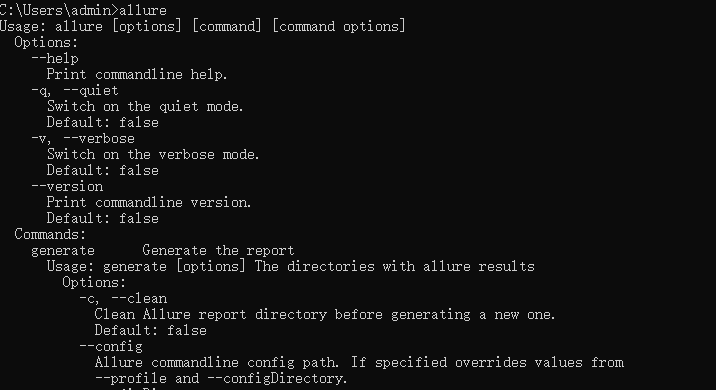 C:\Users\admin>allure
Usage: allure [options] [command] [command options]
  Options:
    --help
      Print commandline help.
    -q, --quiet
      Switch on the quiet mode.
      Default: false
    -v, --verbose
      Switch on the verbose mode.
      Default: false
    --version
      Print commandline version.
      Default: false
  Commands:
    generate      Generate the report
      Usage: generate [options] The directories with allure results
        Options:
          -c, --clean
            Clean Allure report directory before generating a new one.
            Default: false
          --config
            Allure commandline config path. If specified overrides values from
            --profile and --configDirectory.